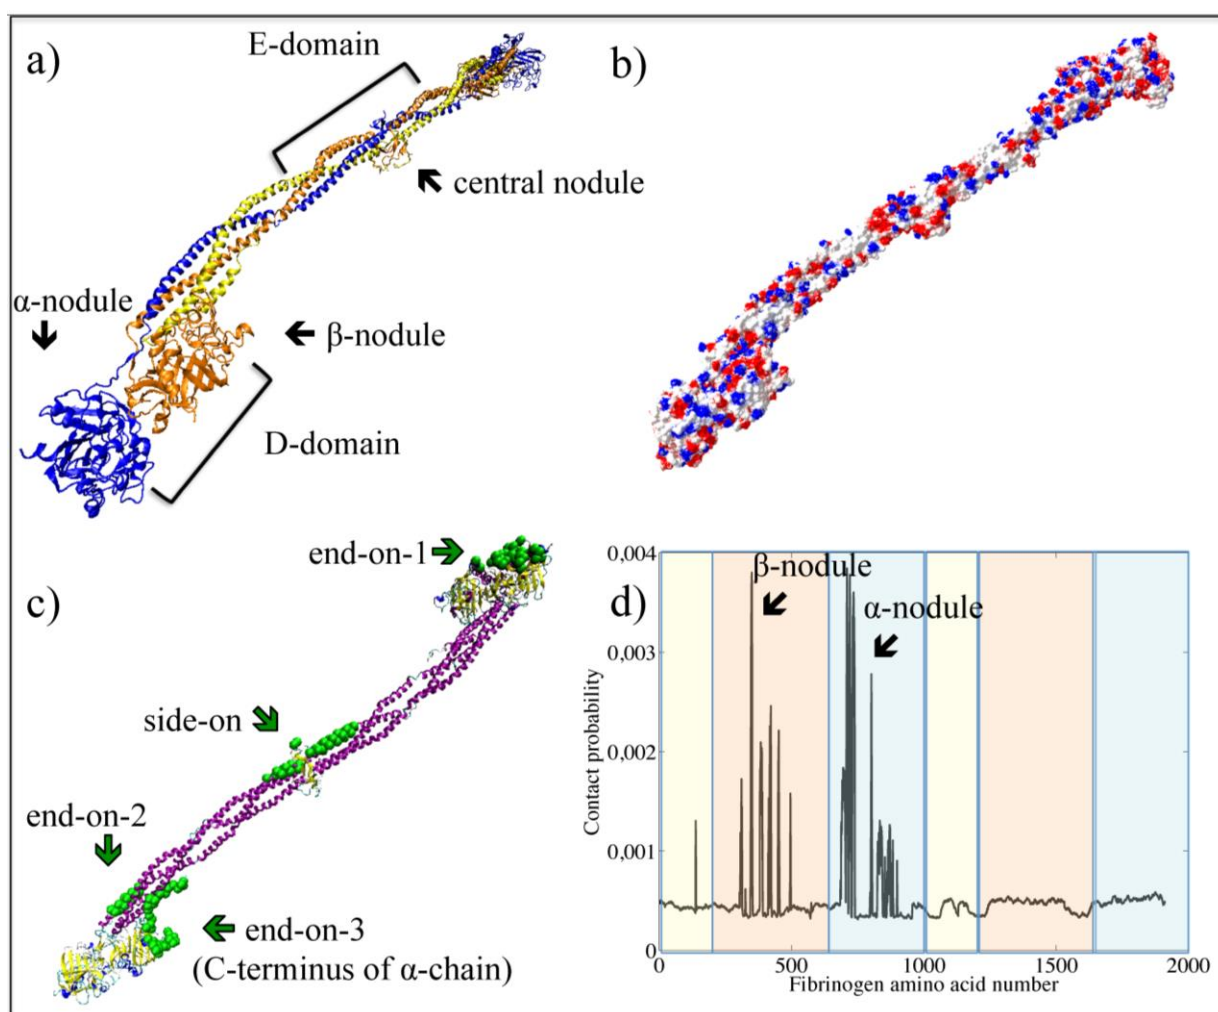 a)
E-domain
central nodule
α-nodule
β-nodule
D-domain
b)
c)
end-on-1
side-on
end-on-2
end-on-3
(C-terminus of α-chain)
d)
β-nodule
α-nodule
Contact probability
0,004
0,003
0,002
0,001
0
0 500 1000 1500 2000
Fibrinogen amino acid number